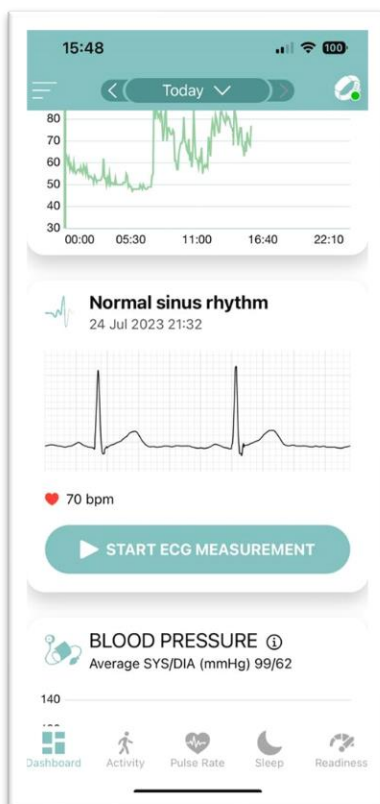 15:48
100
Today
80
70
60
50
40
30
00:00 05:30 11:00 16:40 22:10
Normal sinus rhythm
24 Jul 2023 21:32
70 bpm
START ECG MEASUREMENT
BLOOD PRESSURE
Average SYS/DIA (mmHg) 99/62
140
Dashboard Activity Pulse Rate Sleep Readiness